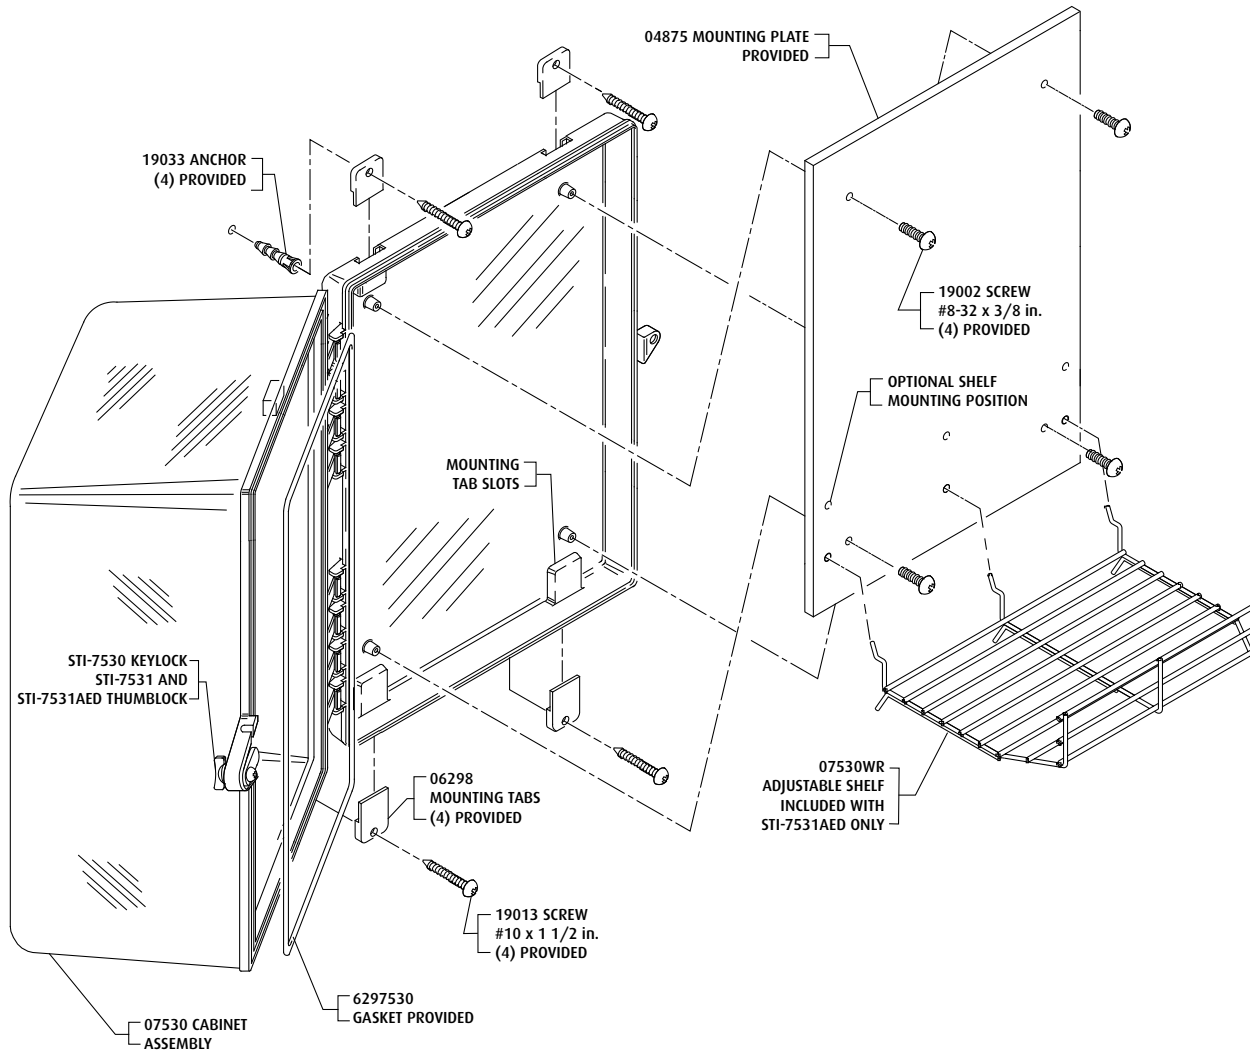 04875 MOUNTING PLATE
PROVIDED
19033 ANCHOR
(4) PROVIDED
19002 SCREW
#8-32 x 3/8 in.
(4) PROVIDED
OPTIONAL SHELF
MOUNTING POSITION
MOUNTING
TAB SLOTS
STI-7530 KEYLOCK
STI-7531 AND
STI-7531AED THUMBLOCK
06298
MOUNTING TABS
(4) PROVIDED
07530WR
ADJUSTABLE SHELF
INCLUDED WITH
STI-7531AED ONLY
19013 SCREW
#10 x 1 1/2 in.
(4) PROVIDED
6297530
GASKET PROVIDED
07530 CABINET
ASSEMBLY